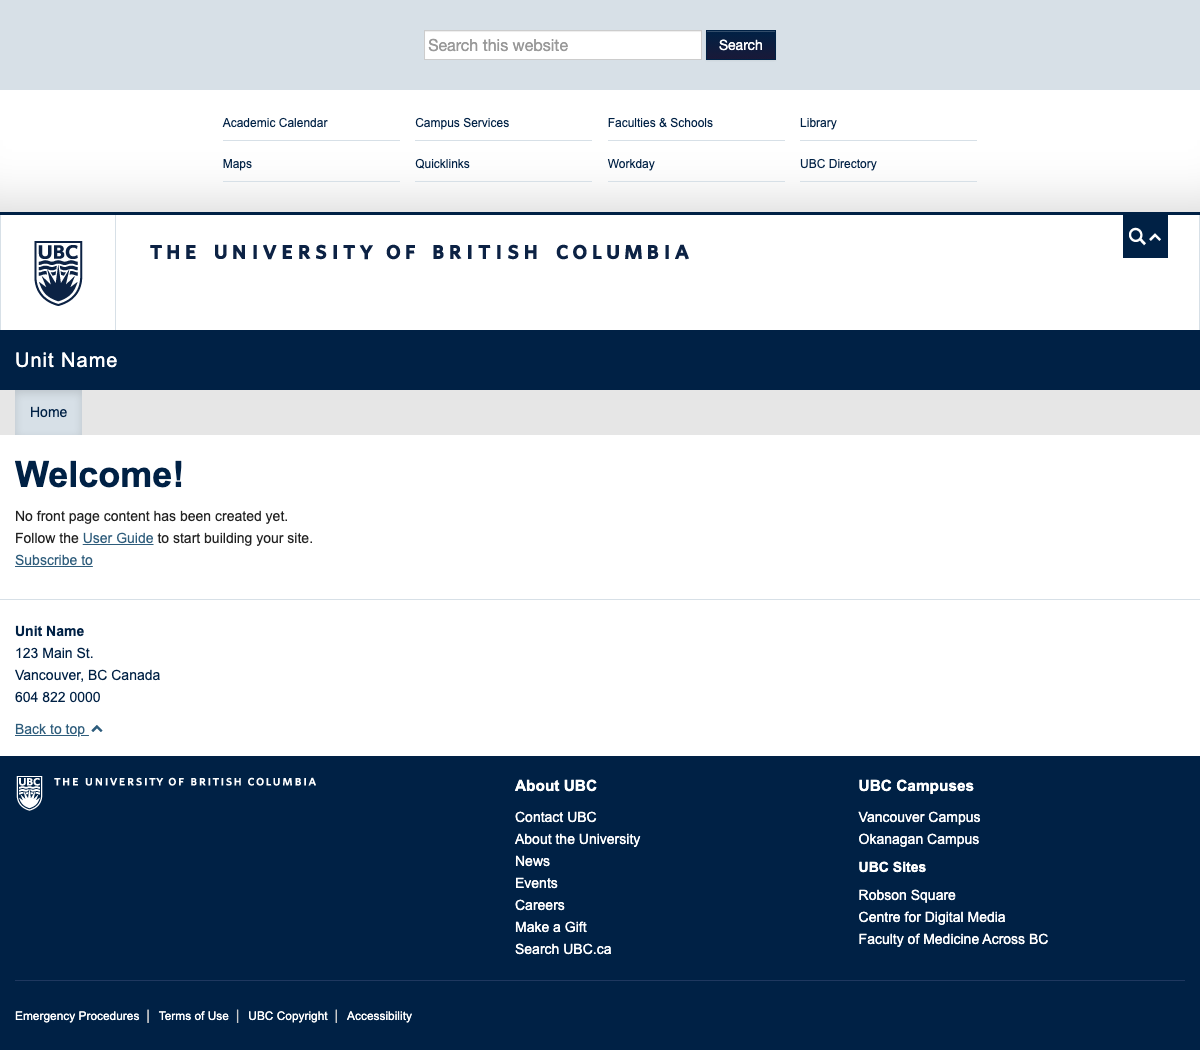 Search this website
Search
Academic Calendar
Campus Services
Faculties & Schools
Library
Maps
Quicklinks
Workday
UBC Directory
UBC
THE UNIVERSITY OF BRITISH COLUMBIA
Unit Name
Home
Welcome!
No front page content has been created yet.
Follow the User Guide to start building your site.
Subscribe to
Unit Name
123 Main St.
Vancouver, BC Canada
604 822 0000
Back to top
UBC
THE UNIVERSITY OF BRITISH COLUMBIA
About UBC
Contact UBC
About the University
News
Events
Careers
Make a Gift
Search UBC.ca
UBC Campuses
Vancouver Campus
Okanagan Campus
UBC Sites
Robson Square
Centre for Digital Media
Faculty of Medicine Across BC
Emergency Procedures | Terms of Use | UBC Copyright | Accessibility